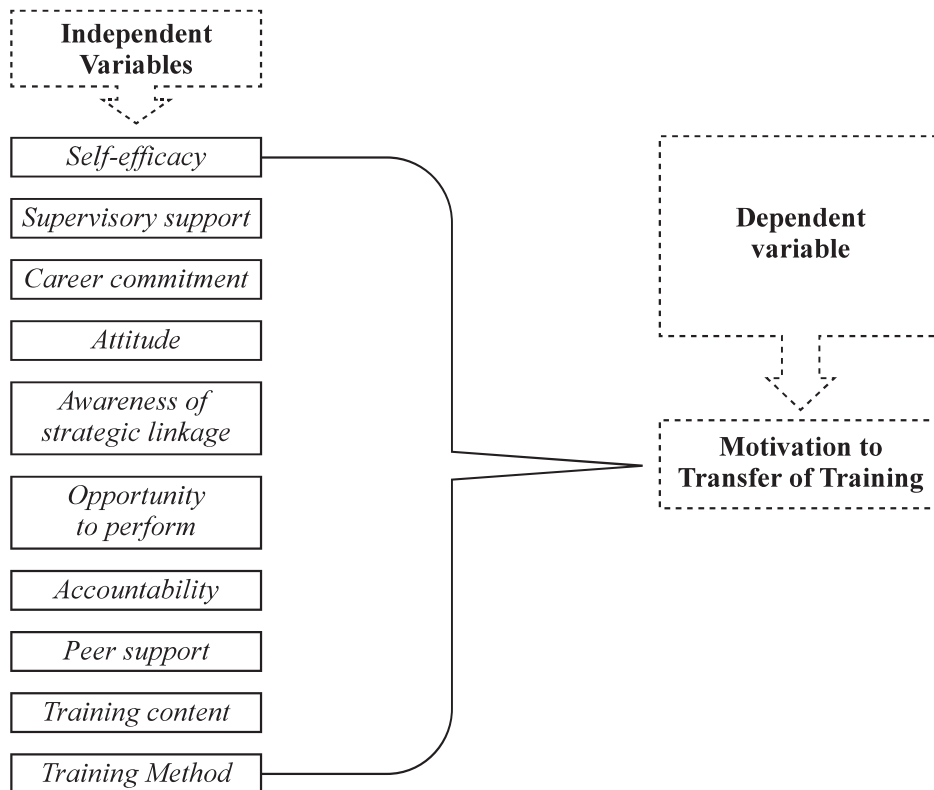 Independent
Variables
Self-efficacy
Supervisory support
Career commitment
Attitude
Awareness of
strategic linkage
Opportunity
to perform
Accountability
Peer support
Training content
Training Method
Dependent
variable
Motivation to
Transfer of Training